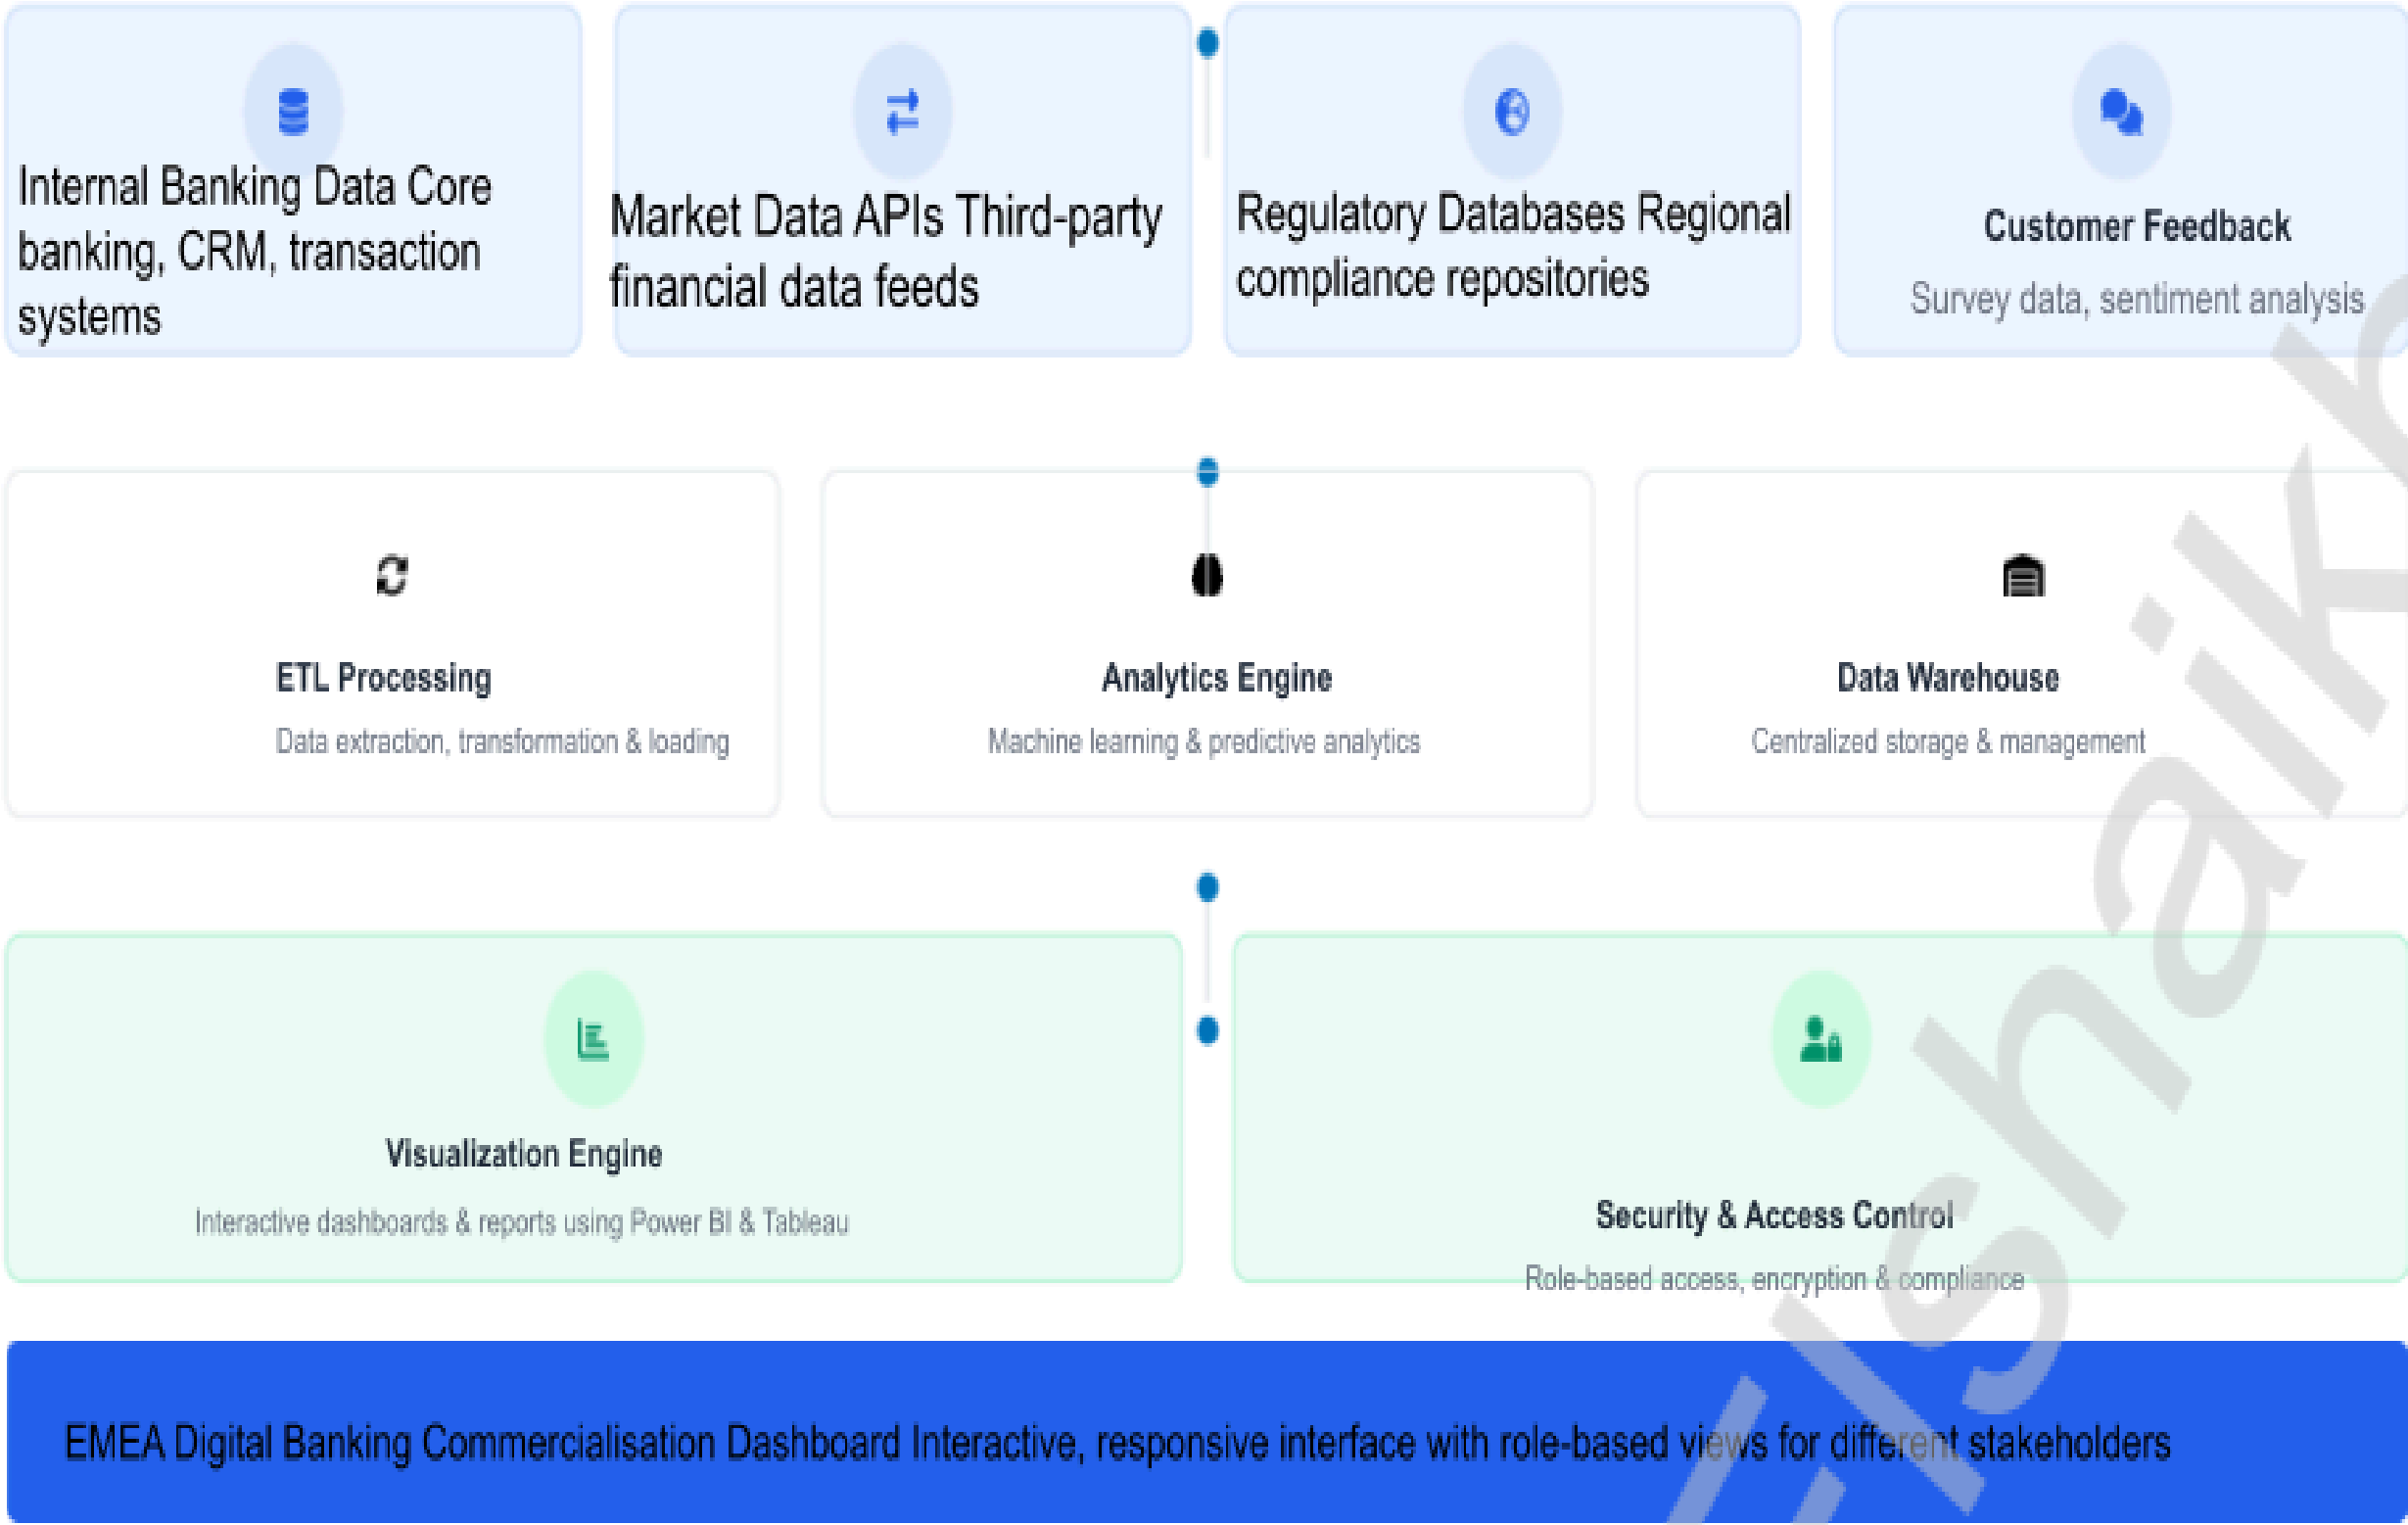 Internal Banking Data Core
banking, CRM, transaction
systems
Market Data APIs Third-party
financial data feeds
Regulatory Databases Regional
compliance repositories
Customer Feedback
Survey data, sentiment analysis
ETL Processing
Data extraction, transformation & loading
Analytics Engine
Machine learning & predictive analytics
Data Warehouse
Centralized storage & management
Visualization Engine
Interactive dashboards & reports using Power BI & Tableau
Security & Access Control
Role-based access, encryption & compliance
EMEA Digital Banking Commercialisation Dashboard Interactive, responsive interface with role-based views for different stakeholders